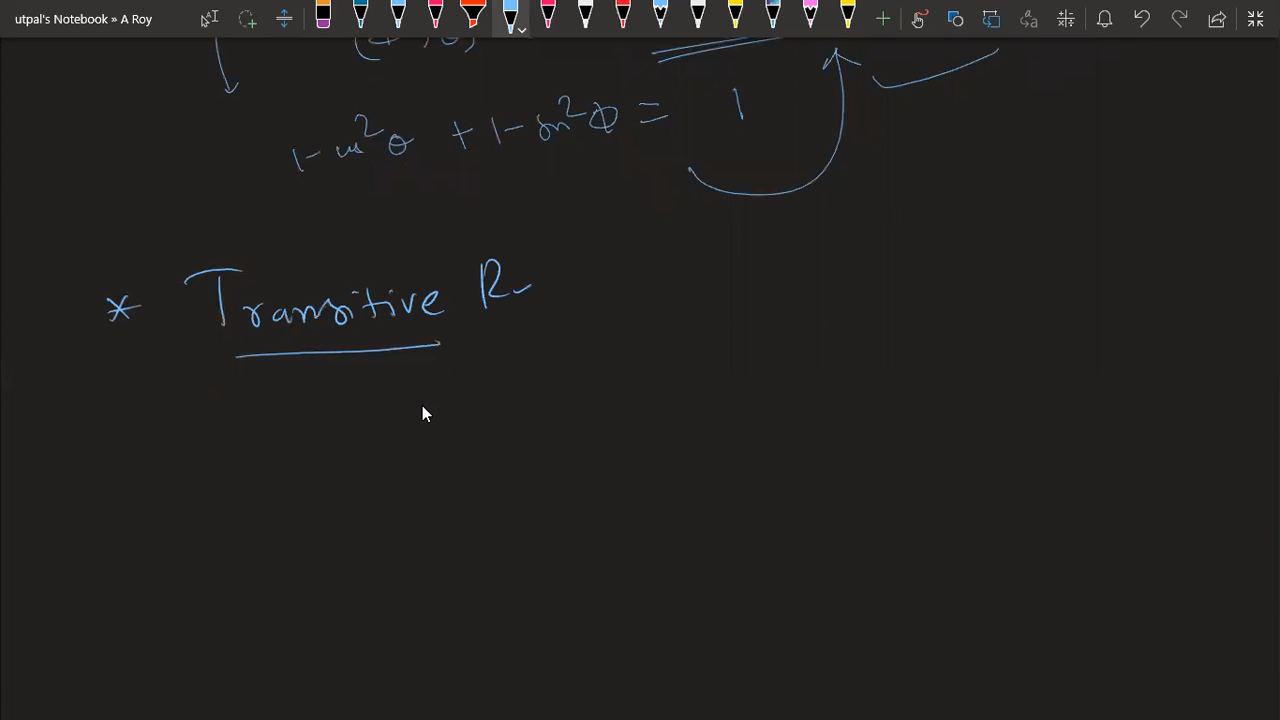 utpal's Notebook » A Roy
1 - cos²θ + 1 - sin²ϕ = 1
* Transitive R